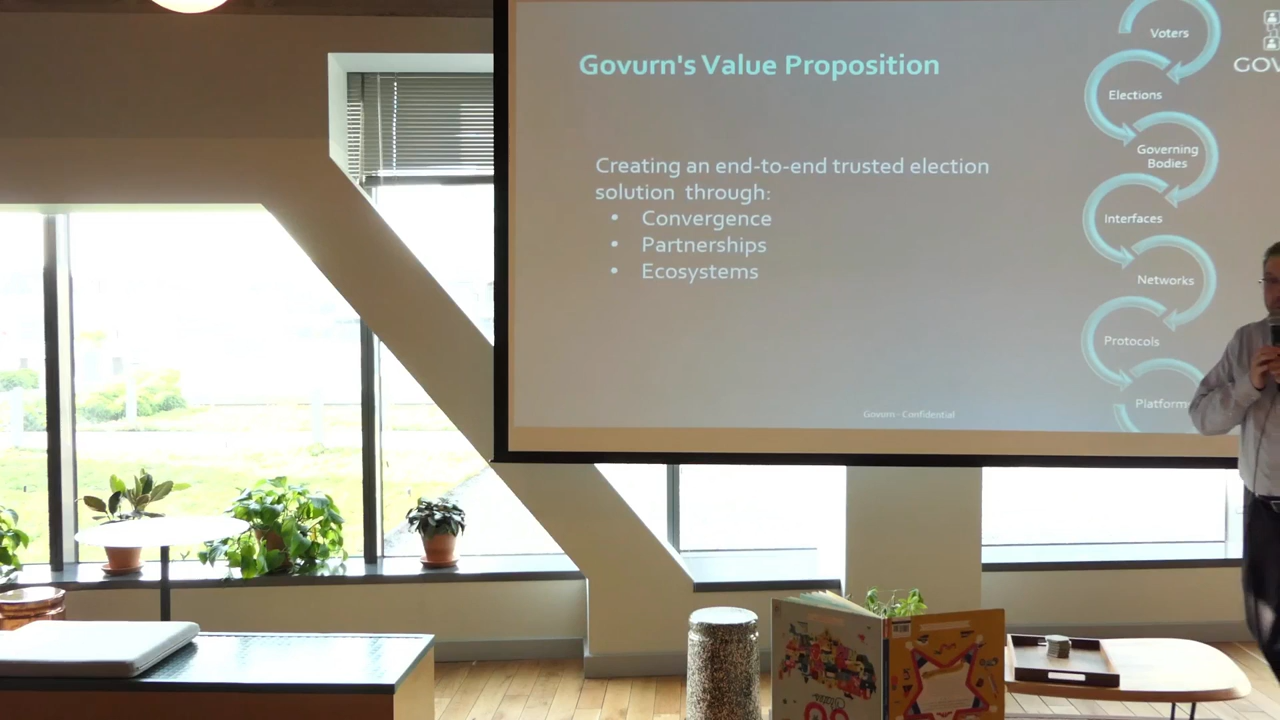 Govurn's Value Proposition
Creating an end-to-end trusted election
solution through:
• Convergence
• Partnerships
• Ecosystems
Voters
Elections
Governing
Bodies
Interfaces
Networks
Protocols
Platform
GOV
Govurn - Confidential